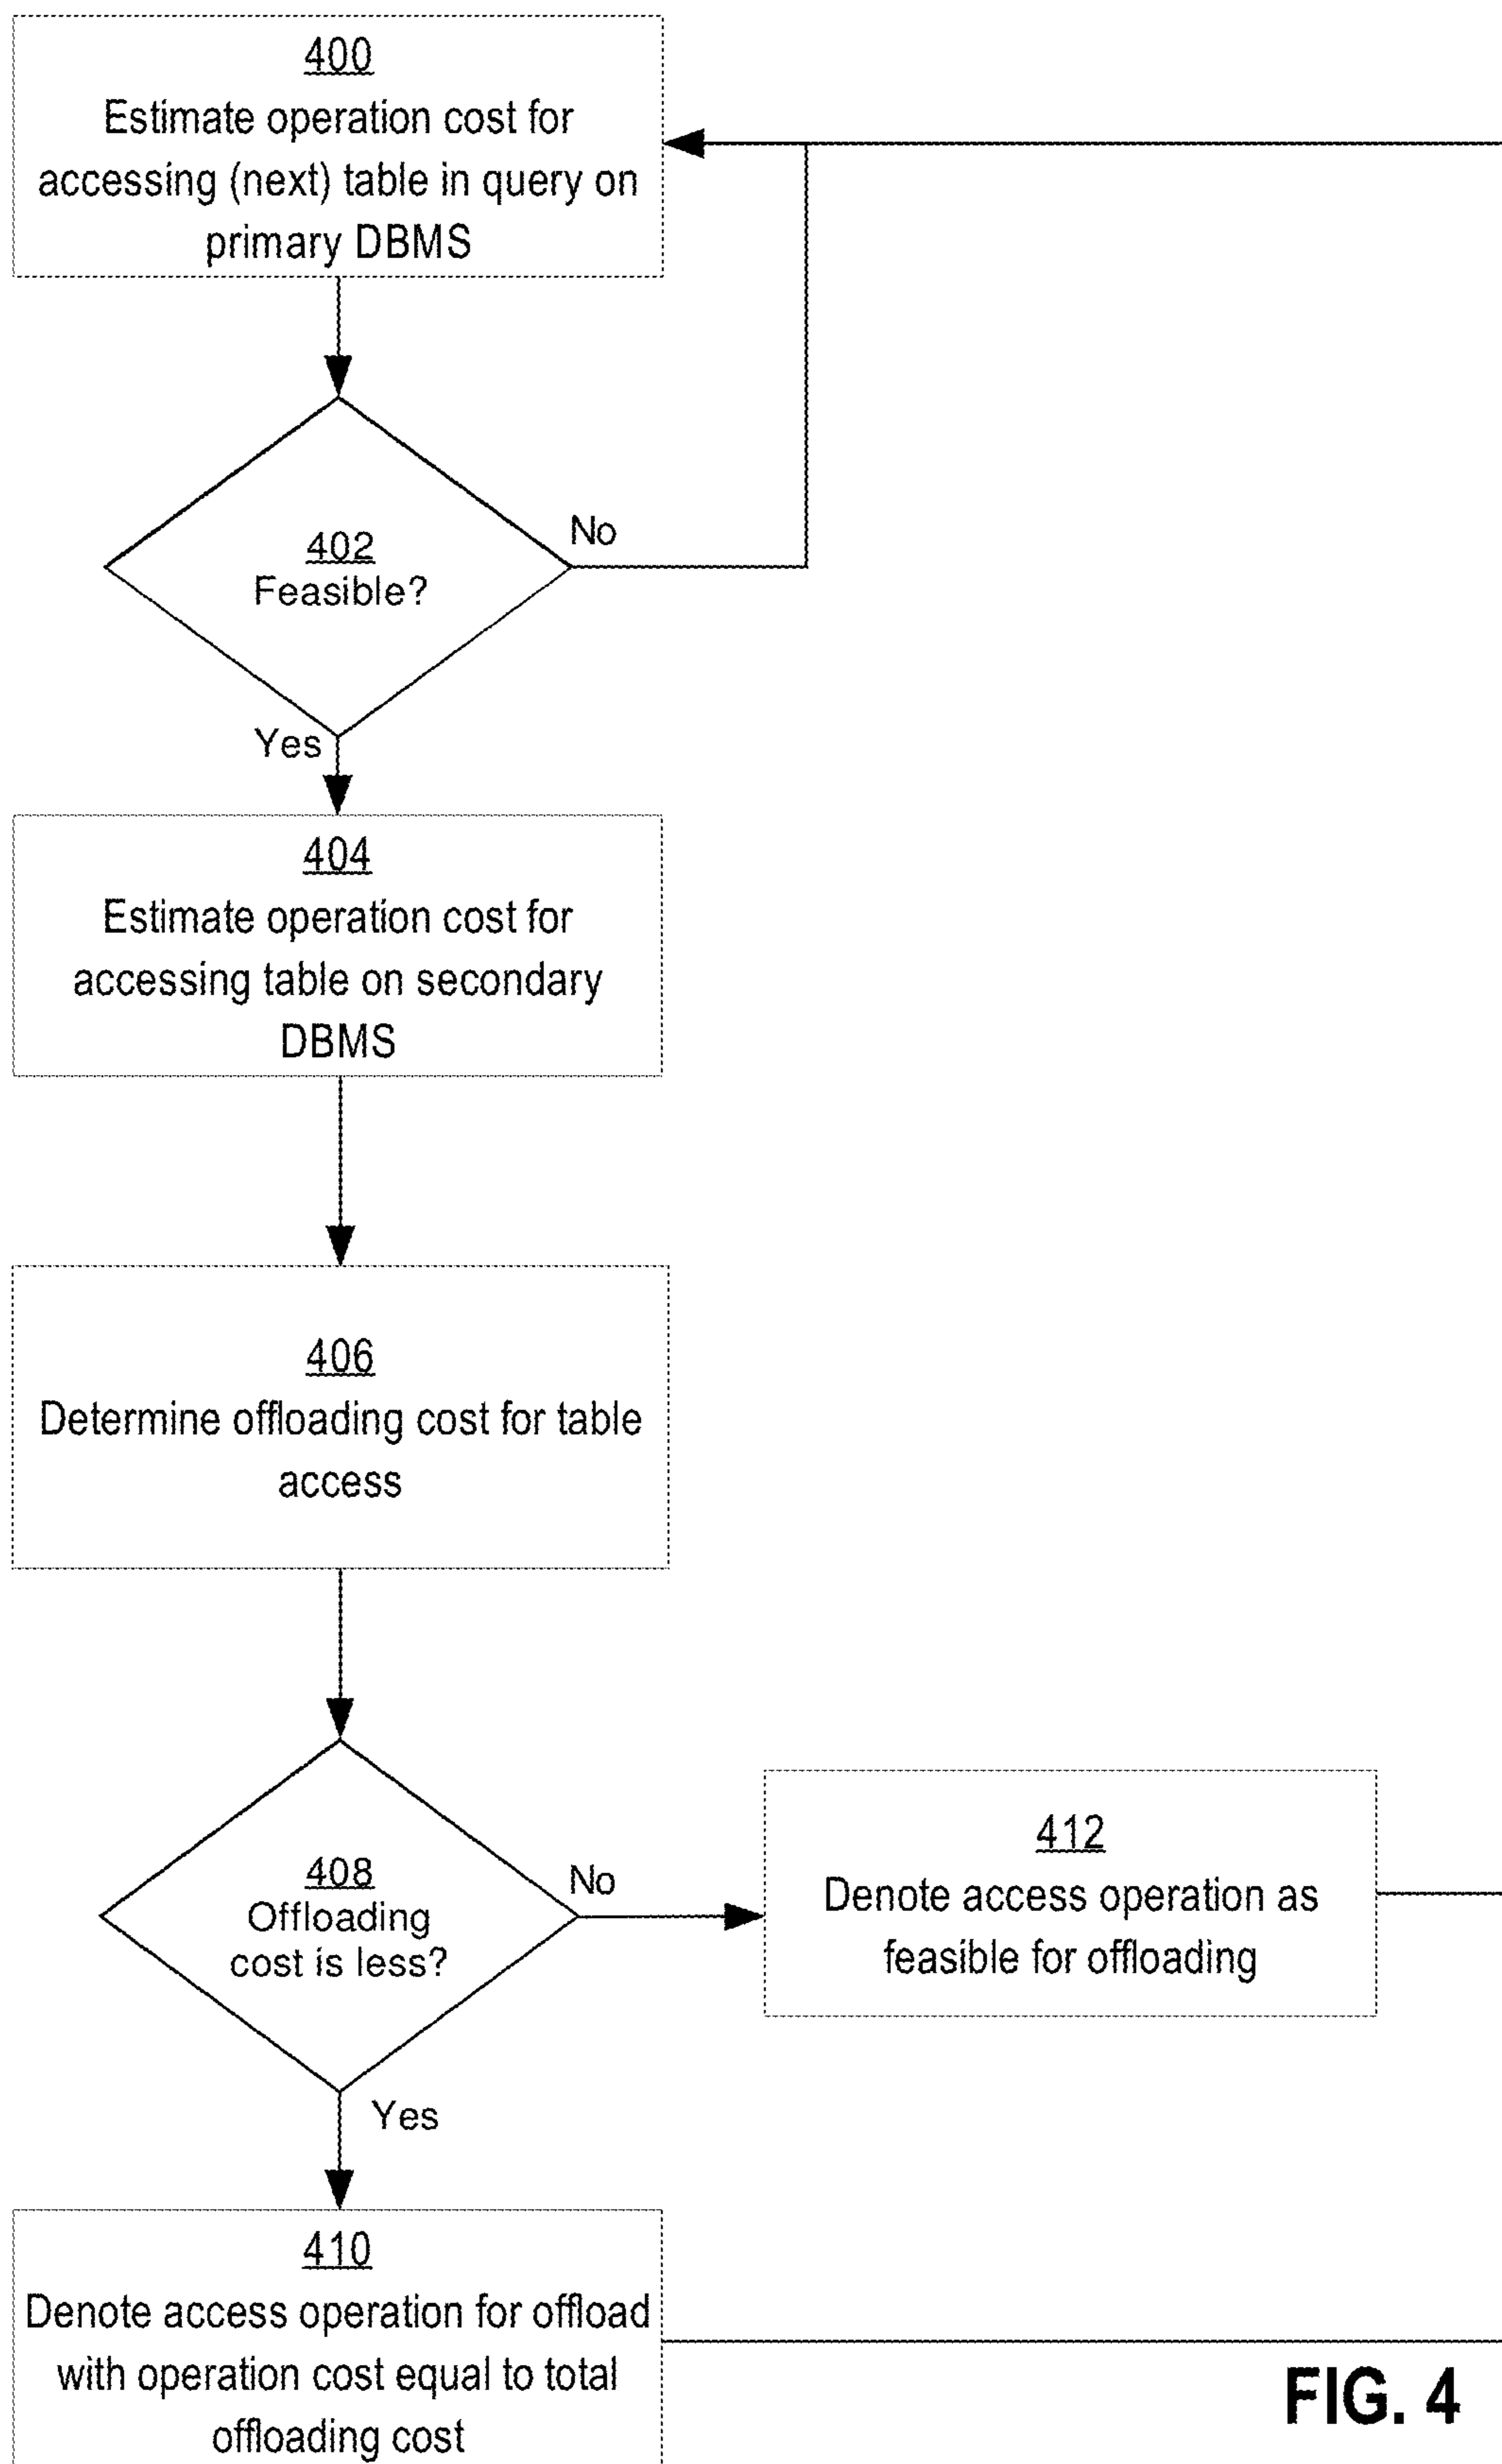 400
Estimate operation cost for
accessing (next) table in query on
primary DBMS
402
Feasible?
No
Yes
404
Estimate operation cost for
accessing table on secondary
DBMS
406
Determine offloading cost for table
access
408
Offloading
cost is less?
No
412
Denote access operation as
feasible for offloading
Yes
410
Denote access operation for offload
with operation cost equal to total
offloading cost
FIG. 4